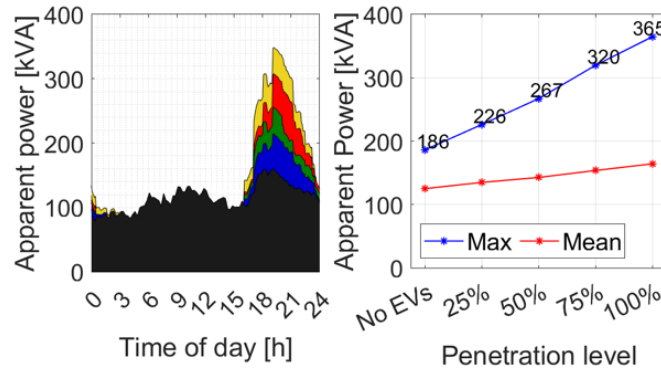 Apparent power [kVA]
400
300
200
100
0
0 3 6 9 12 15 18 21 24
Time of day [h]
Apparent Power [kVA]
400
300
200
100
0
186
226
267
320
365
Max
Mean
No EVs 25% 50% 75% 100%
Penetration level